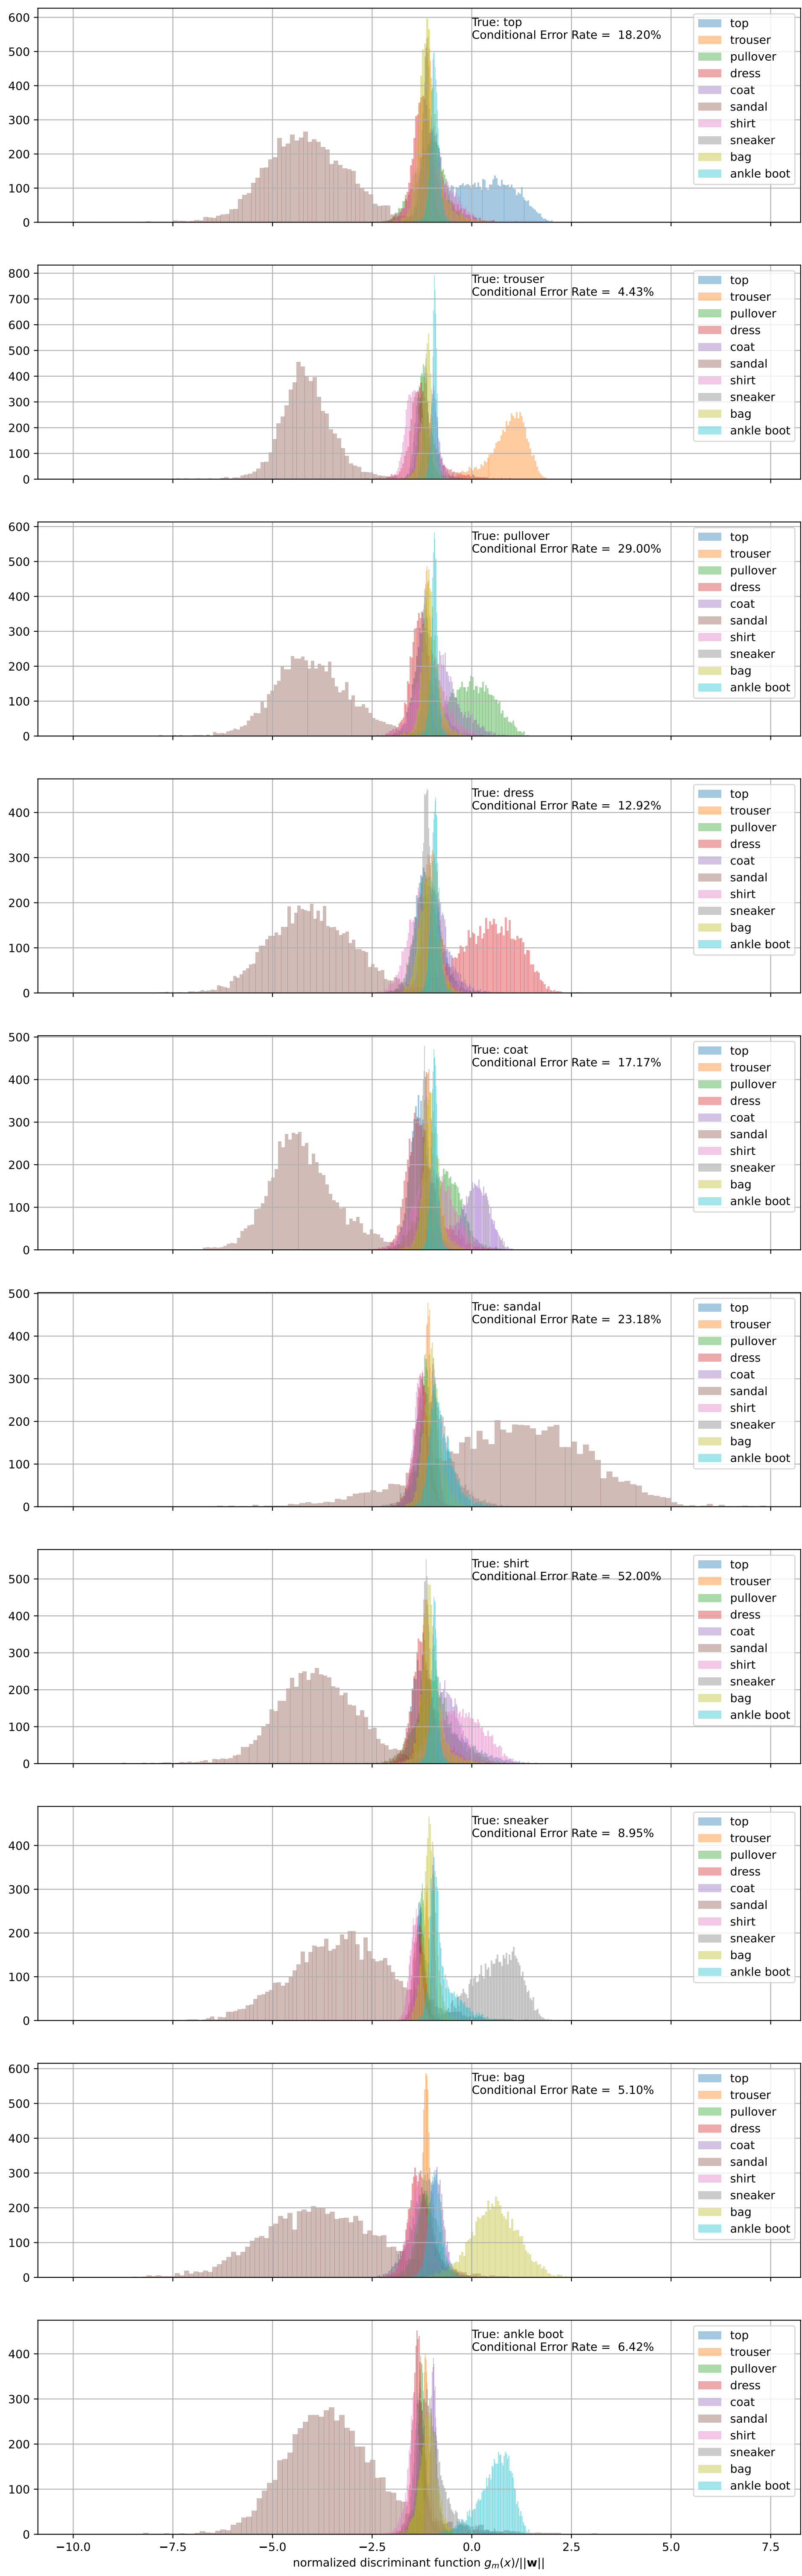 600
500
400
300
200
100
0
True: top
Conditional Error Rate = 18.20%
top
trouser
pullover
dress
coat
sandal
shirt
sneaker
bag
ankle boot
800
700
600
500
400
300
200
100
0
True: trouser
Conditional Error Rate = 4.43%
top
trouser
pullover
dress
coat
sandal
shirt
sneaker
bag
ankle boot
600
500
400
300
200
100
0
True: pullover
Conditional Error Rate = 29.00%
top
trouser
pullover
dress
coat
sandal
shirt
sneaker
bag
ankle boot
400
300
200
100
0
True: dress
Conditional Error Rate = 12.92%
top
trouser
pullover
dress
coat
sandal
shirt
sneaker
bag
ankle boot
500
400
300
200
100
0
True: coat
Conditional Error Rate = 17.17%
top
trouser
pullover
dress
coat
sandal
shirt
sneaker
bag
ankle boot
500
400
300
200
100
0
True: sandal
Conditional Error Rate = 23.18%
top
trouser
pullover
dress
coat
sandal
shirt
sneaker
bag
ankle boot
500
400
300
200
100
0
True: shirt
Conditional Error Rate = 52.00%
top
trouser
pullover
dress
coat
sandal
shirt
sneaker
bag
ankle boot
400
300
200
100
0
True: sneaker
Conditional Error Rate = 8.95%
top
trouser
pullover
dress
coat
sandal
shirt
sneaker
bag
ankle boot
600
500
400
300
200
100
0
True: bag
Conditional Error Rate = 5.10%
top
trouser
pullover
dress
coat
sandal
shirt
sneaker
bag
ankle boot
400
300
200
100
0
True: ankle boot
Conditional Error Rate = 6.42%
top
trouser
pullover
dress
coat
sandal
shirt
sneaker
bag
ankle boot
−10.0 −7.5 −5.0 −2.5 0.0 2.5 5.0 7.5
normalized discriminant function gₘ(x)/||w||